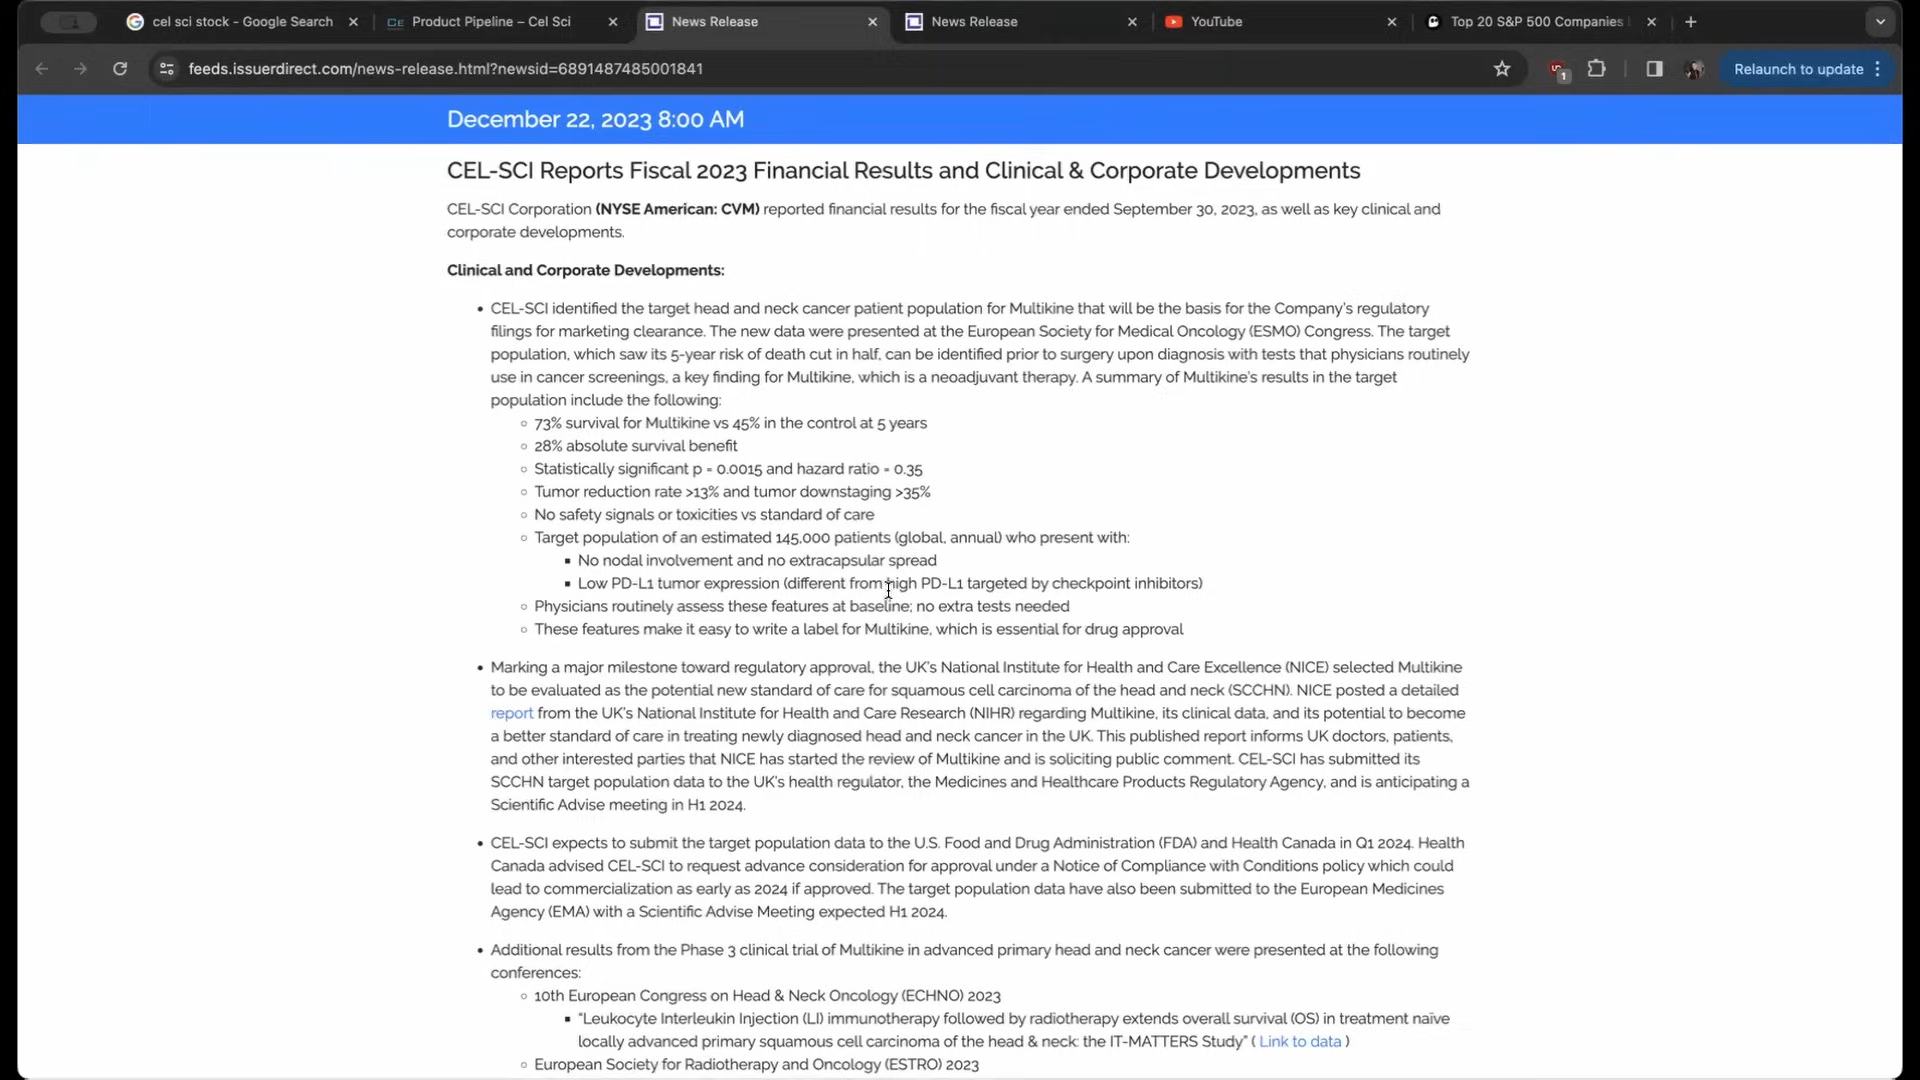 cel sci stock - Google Search
Product Pipeline – Cel Sci
News Release
News Release
YouTube
Top 20 S&P 500 Companies
feeds.issuerdirect.com/news-release.html?newsid=6891487485001841
1
Relaunch to update
December 22, 2023 8:00 AM
CEL-SCI Reports Fiscal 2023 Financial Results and Clinical & Corporate Developments
CEL-SCI Corporation (NYSE American: CVM) reported financial results for the fiscal year ended September 30, 2023, as well as key clinical and
corporate developments.
Clinical and Corporate Developments:
• CEL-SCI identified the target head and neck cancer patient population for Multikine that will be the basis for the Company's regulatory
filings for marketing clearance. The new data were presented at the European Society for Medical Oncology (ESMO) Congress. The target
population, which saw its 5-year risk of death cut in half, can be identified prior to surgery upon diagnosis with tests that physicians routinely
use in cancer screenings, a key finding for Multikine, which is a neoadjuvant therapy. A summary of Multikine's results in the target
population include the following:
◦ 73% survival for Multikine vs 45% in the control at 5 years
◦ 28% absolute survival benefit
◦ Statistically significant p = 0.0015 and hazard ratio = 0.35
◦ Tumor reduction rate >13% and tumor downstaging >35%
◦ No safety signals or toxicities vs standard of care
◦ Target population of an estimated 145,000 patients (global, annual) who present with:
▪ No nodal involvement and no extracapsular spread
▪ Low PD-L1 tumor expression (different from high PD-L1 targeted by checkpoint inhibitors)
◦ Physicians routinely assess these features at baseline; no extra tests needed
◦ These features make it easy to write a label for Multikine, which is essential for drug approval
• Marking a major milestone toward regulatory approval, the UK's National Institute for Health and Care Excellence (NICE) selected Multikine
to be evaluated as the potential new standard of care for squamous cell carcinoma of the head and neck (SCCHN). NICE posted a detailed
report from the UK's National Institute for Health and Care Research (NIHR) regarding Multikine, its clinical data, and its potential to become
a better standard of care in treating newly diagnosed head and neck cancer in the UK. This published report informs UK doctors, patients,
and other interested parties that NICE has started the review of Multikine and is soliciting public comment. CEL-SCI has submitted its
SCCHN target population data to the UK's health regulator, the Medicines and Healthcare Products Regulatory Agency, and is anticipating a
Scientific Advise meeting in H1 2024.
• CEL-SCI expects to submit the target population data to the U.S. Food and Drug Administration (FDA) and Health Canada in Q1 2024. Health
Canada advised CEL-SCI to request advance consideration for approval under a Notice of Compliance with Conditions policy which could
lead to commercialization as early as 2024 if approved. The target population data have also been submitted to the European Medicines
Agency (EMA) with a Scientific Advise Meeting expected H1 2024.
• Additional results from the Phase 3 clinical trial of Multikine in advanced primary head and neck cancer were presented at the following
conferences:
◦ 10th European Congress on Head & Neck Oncology (ECHNO) 2023
▪ “Leukocyte Interleukin Injection (LI) immunotherapy followed by radiotherapy extends overall survival (OS) in treatment naïve
locally advanced primary squamous cell carcinoma of the head & neck: the IT-MATTERS Study” ( Link to data )
◦ European Society for Radiotherapy and Oncology (ESTRO) 2023